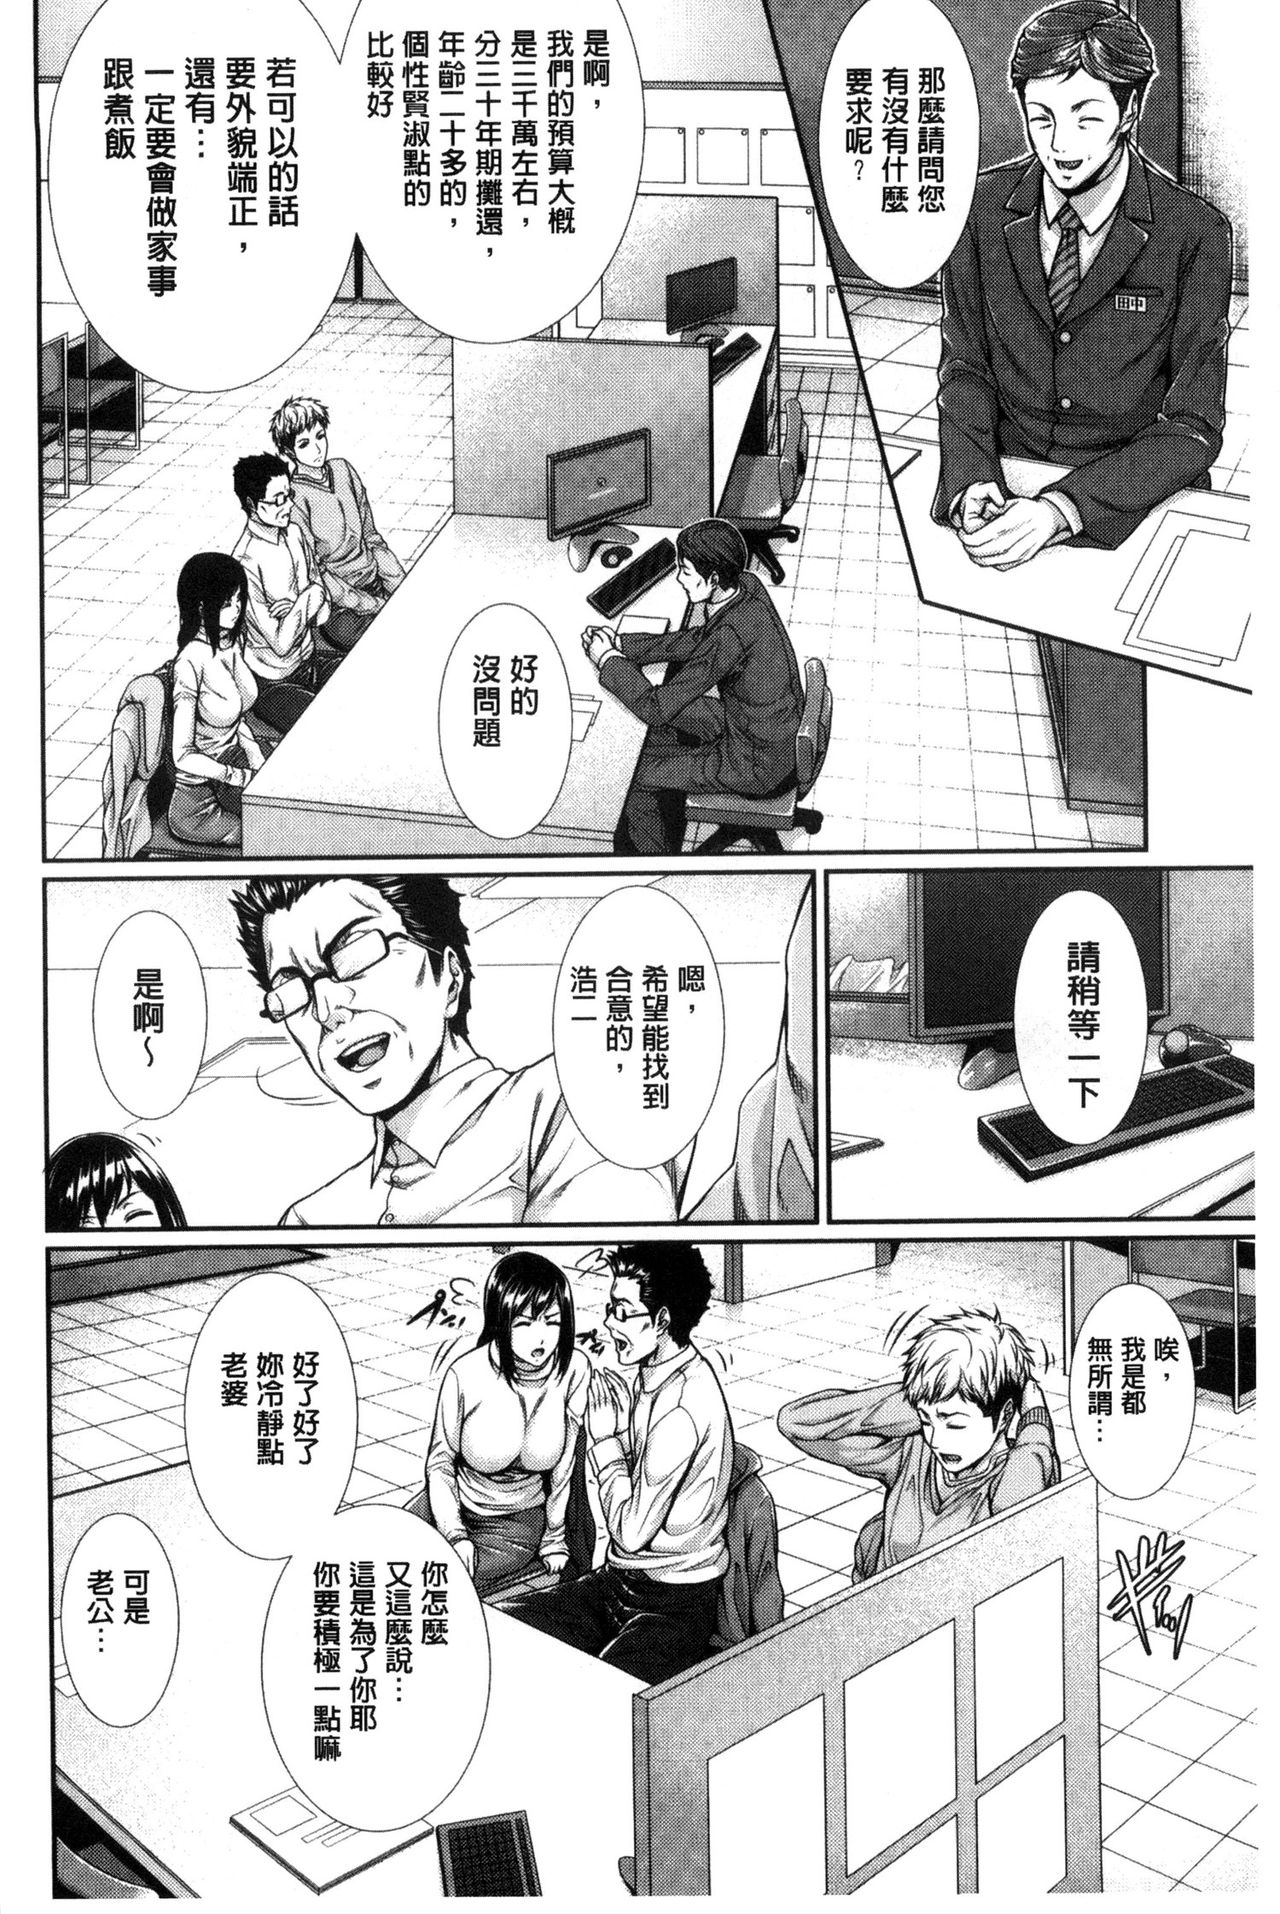 那麼請問您
有沒有什麼
要求呢？
田中
是啊，
我們的預算大概
是三千萬左右，
分三十年期攤還，
年齡二十多的，
個性賢淑點的
比較好
若可以的話
要外貌端正，
還有…
一定要會做家事
跟煮飯
好的
沒問題
請稍等一下
嗯，
希望能找到
合意的，
浩二
是啊～
唉，
我是都
無所謂…
好了好了
妳冷靜點
老婆
你怎麼
又這麼說…
這是為了你耶
你要積極一點嘛
可是
老公…